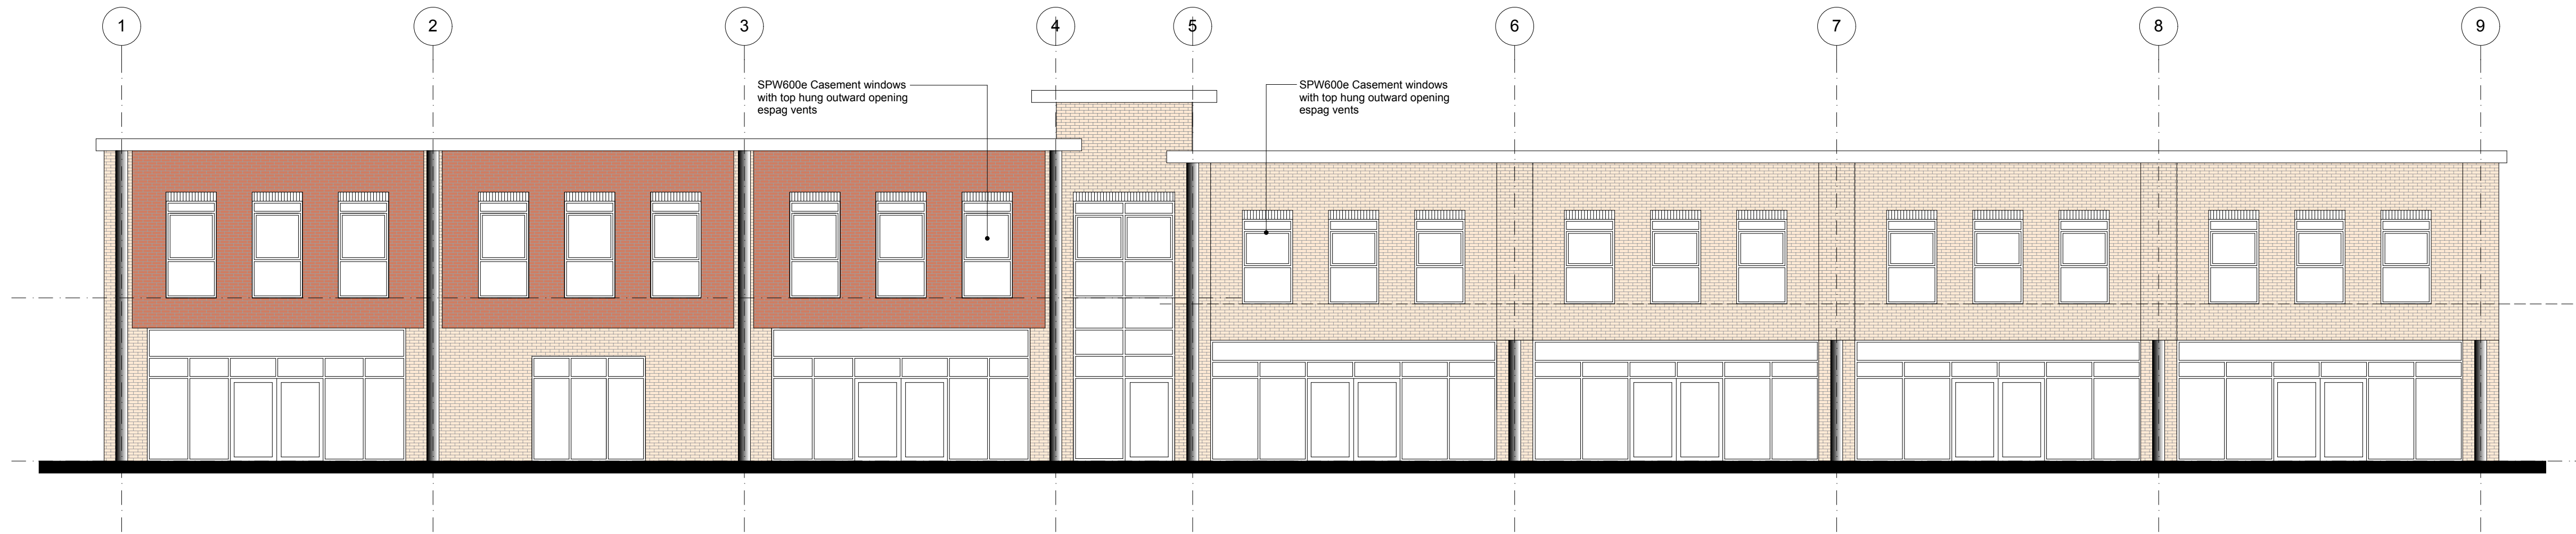 1 2 3 4 5 6 7 8 9
SPW600e Casement windows
with top hung outward opening
espag vents
SPW600e Casement windows
with top hung outward opening
espag vents